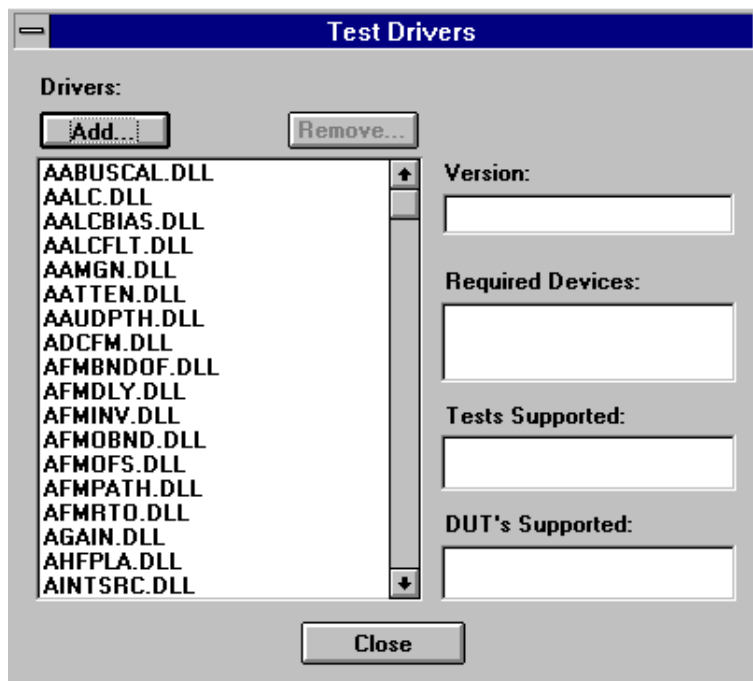 Test Drivers
Drivers:
Add...
Remove...
AABUSCAL.DLL
AALC.DLL
AALCBIAS.DLL
AALCFLT.DLL
AAMGN.DLL
AATTEN.DLL
AAUDPTH.DLL
ADCFM.DLL
AFMBNDOF.DLL
AFMDLY.DLL
AFMINV.DLL
AFMOBND.DLL
AFMOFS.DLL
AFMPATH.DLL
AFMRTO.DLL
AGAIN.DLL
AHFPLA.DLL
AINTSRC.DLL
Version:
Required Devices:
Tests Supported:
DUT's Supported:
Close